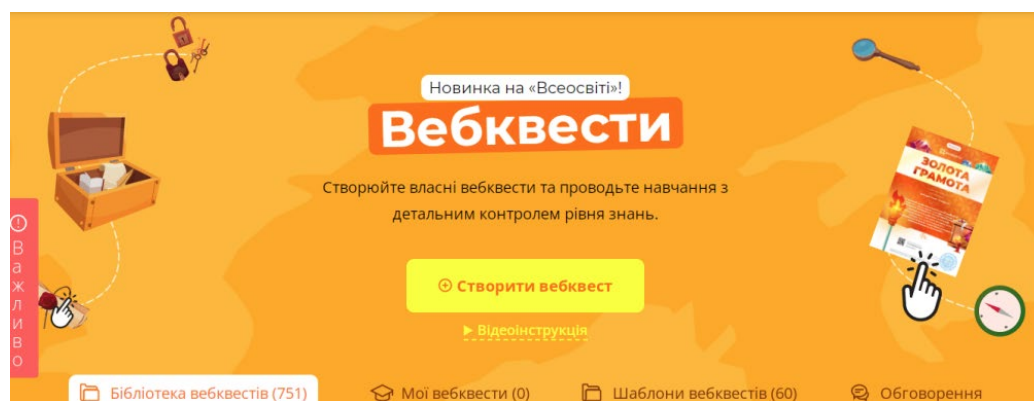 Новинка на «Всеосвіті»!
Вебквести
Створюйте власні вебквести та проводьте навчання з
детальним контролем рівня знань.
Створити вебквест
Відеоінструкція
Важливо
ЗОЛОТА
ГРАМОТА
Бібліотека вебквестів (751)
Мої вебквести (0)
Шаблони вебквестів (60)
Обговорення